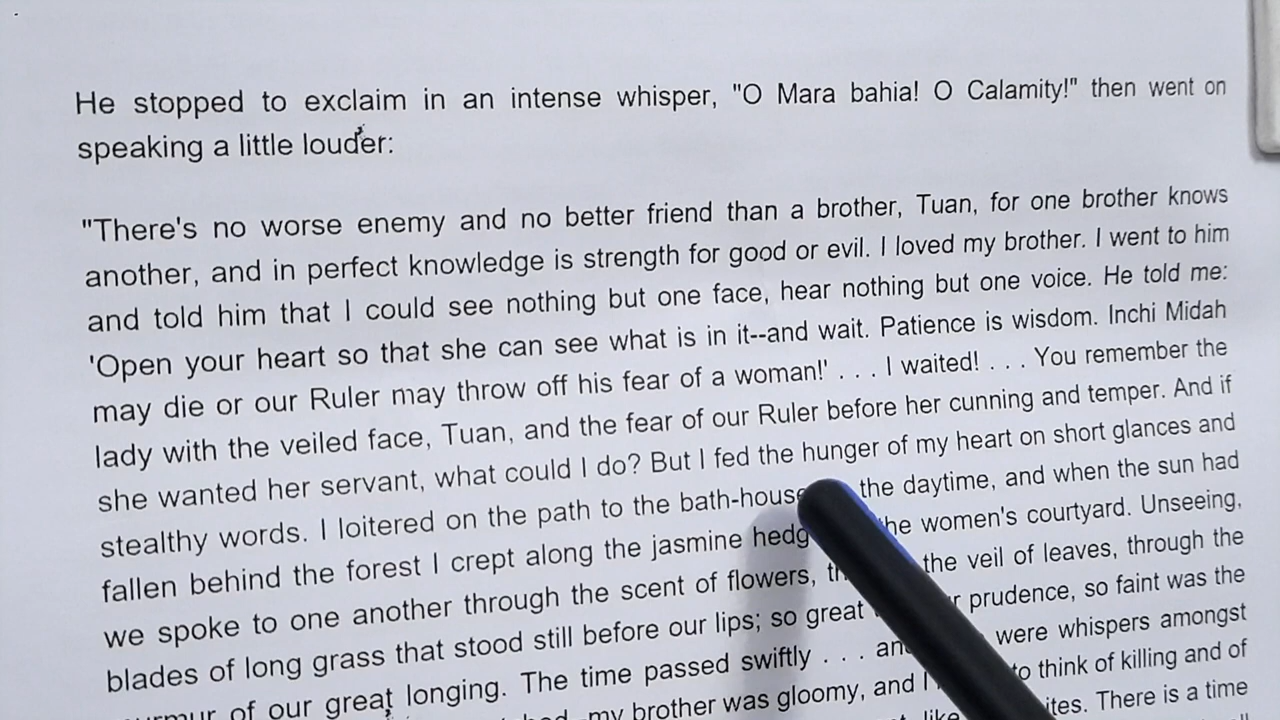 He stopped to exclaim in an intense whisper, "O Mara bahia! O Calamity!" then went on
speaking a little louder:
"There's no worse enemy and no better friend than a brother, Tuan, for one brother knows
another, and in perfect knowledge is strength for good or evil. I loved my brother. I went to him
and told him that I could see nothing but one face, hear nothing but one voice. He told me:
'Open your heart so that she can see what is in it--and wait. Patience is wisdom. Inchi Midah
may die or our Ruler may throw off his fear of a woman!' . . . I waited! . . . You remember the
lady with the veiled face, Tuan, and the fear of our Ruler before her cunning and temper. And if
she wanted her servant, what could I do? But I fed the hunger of my heart on short glances and
stealthy words. I loitered on the path to the bath-house the daytime, and when the sun had
fallen behind the forest I crept along the jasmine the women's courtyard. Unseeing,
we spoke to one another through the scent of flowers, the veil of leaves, through the
blades of long grass that stood still before our lips; so great prudence, so faint was the
of our great longing. The time passed swiftly . . . were whispers amongst
my brother was gloomy, and I to think of killing and of
like There is a time